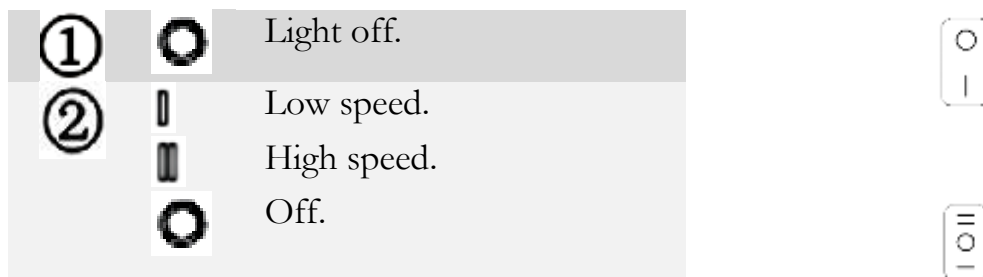 ① Light off.
② Low speed.
High speed.
Off.